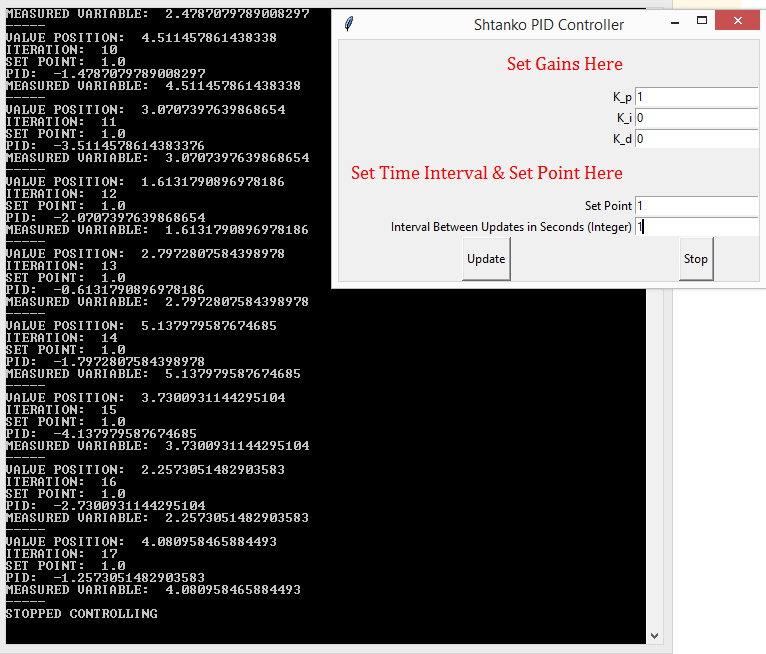 MEASURED VARIABLE:  2.4787079789008297
-----
VALVE POSITION:  4.511457861438338
ITERATION:  10
SET POINT:  1.0
PID:  -1.4787079789008297
MEASURED VARIABLE:  4.511457861438338
-----
VALVE POSITION:  3.0707397639868654
ITERATION:  11
SET POINT:  1.0
PID:  -3.5114578614383376
MEASURED VARIABLE:  3.0707397639868654
-----
VALVE POSITION:  1.6131790896978186
ITERATION:  12
SET POINT:  1.0
PID:  -2.0707397639868654
MEASURED VARIABLE:  1.6131790896978186
-----
VALVE POSITION:  2.7972807584398978
ITERATION:  13
SET POINT:  1.0
PID:  -0.6131790896978186
MEASURED VARIABLE:  2.7972807584398978
-----
VALVE POSITION:  5.137979587674685
ITERATION:  14
SET POINT:  1.0
PID:  -1.7972807584398978
MEASURED VARIABLE:  5.137979587674685
-----
VALVE POSITION:  3.7300931144295104
ITERATION:  15
SET POINT:  1.0
PID:  -4.137979587674685
MEASURED VARIABLE:  3.7300931144295104
-----
VALVE POSITION:  2.2573051482903583
ITERATION:  16
SET POINT:  1.0
PID:  -2.7300931144295104
MEASURED VARIABLE:  2.2573051482903583
-----
VALVE POSITION:  4.080958465884493
ITERATION:  17
SET POINT:  1.0
PID:  -1.2573051482903583
MEASURED VARIABLE:  4.080958465884493
-----
STOPPED CONTROLLING
Shtanko PID Controller
Set Gains Here
K_p 1
K_i 0
K_d 0
Set Time Interval & Set Point Here
Set Point 1
Interval Between Updates in Seconds (Integer) 1
Update Stop